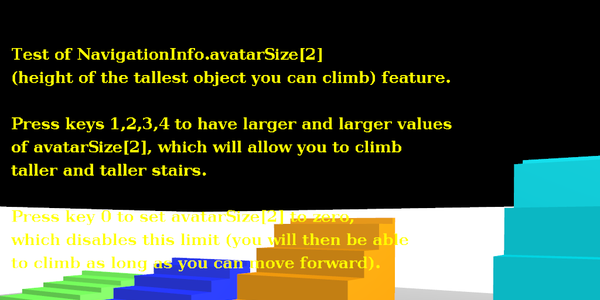 Test of NavigationInfo.avatarSize[2]
(height of the tallest object you can climb) feature.
Press keys 1,2,3,4 to have larger and larger values
of avatarSize[2], which will allow you to climb
taller and taller stairs.
Press key 0 to set avatarSize[2] to zero,
which disables this limit (you will then be able
to climb as long as you can move forward).